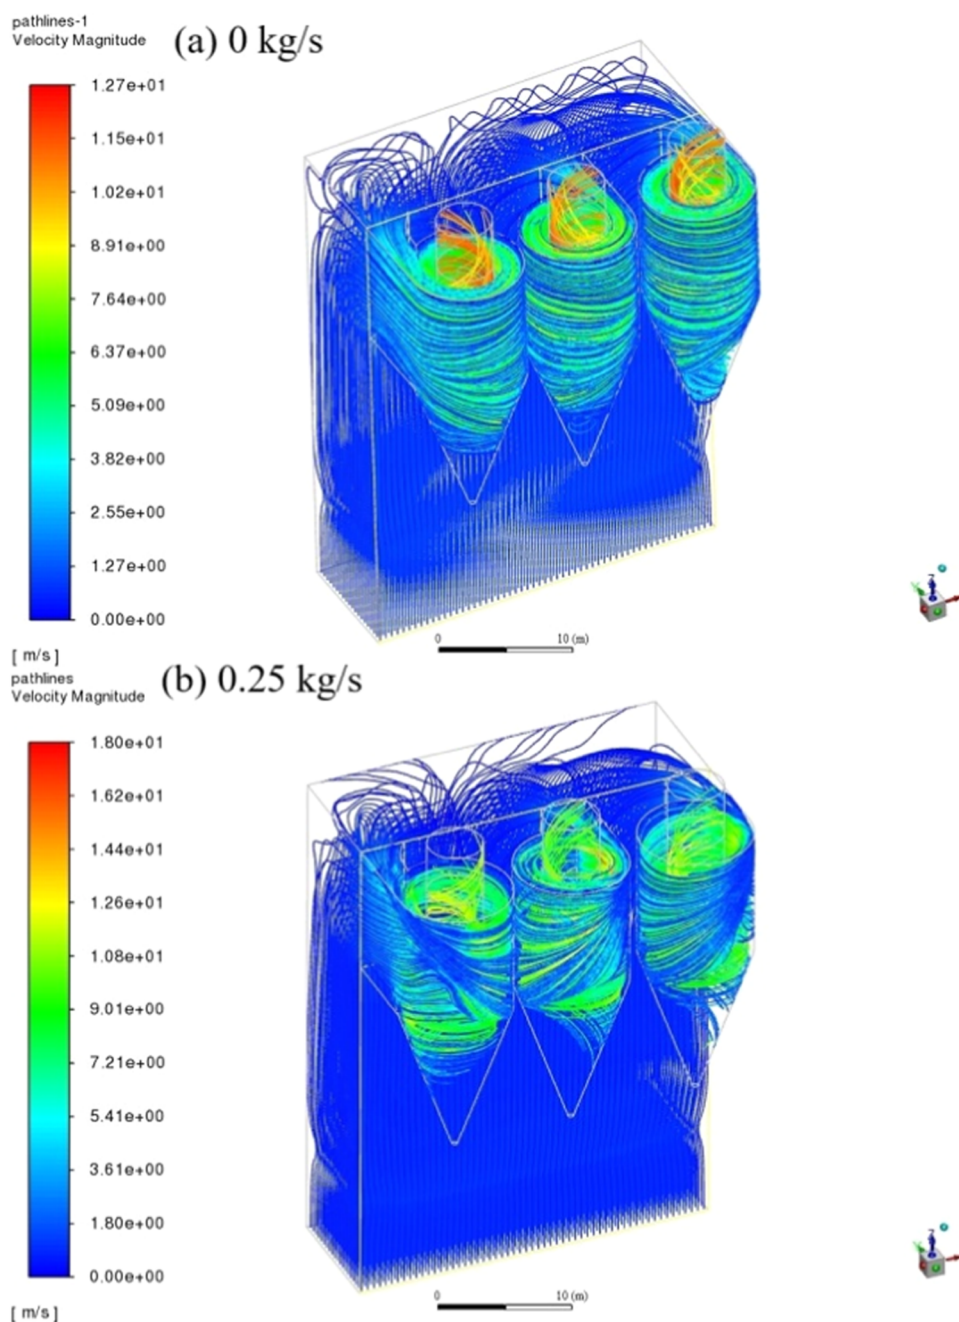 pathlines-1
Velocity Magnitude
(a) 0 kg/s
1.27e+01
1.15e+01
1.02e+01
8.91e+00
7.64e+00
6.37e+00
5.09e+00
3.82e+00
2.55e+00
1.27e+00
0.00e+00
[ m/s ]
0 10 (m)
Z
pathlines
Velocity Magnitude
(b) 0.25 kg/s
1.80e+01
1.62e+01
1.44e+01
1.26e+01
1.08e+01
9.01e+00
7.21e+00
5.41e+00
3.61e+00
1.80e+00
0.00e+00
[ m/s ]
0 10 (m)
Z